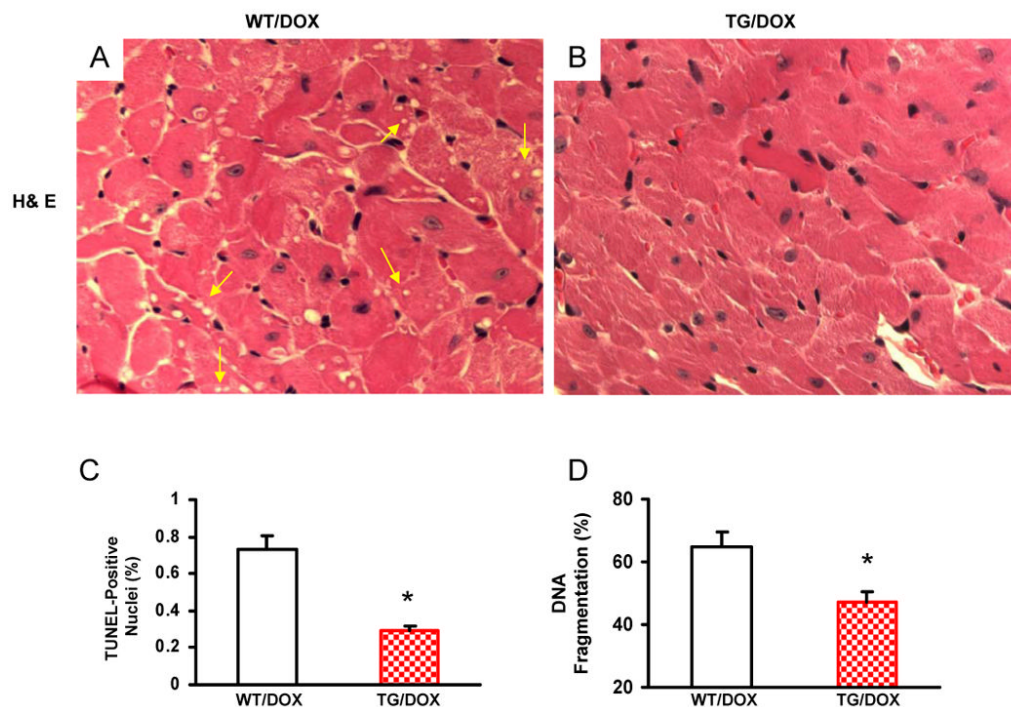 WT/DOX
TG/DOX
A
B
H& E
C
D
TUNEL-Positive
Nuclei (%)
1
0.8
0.6
0.4
0.2
0
*
WT/DOX
TG/DOX
DNA
Fragmentation (%)
80
60
40
20
*
WT/DOX
TG/DOX